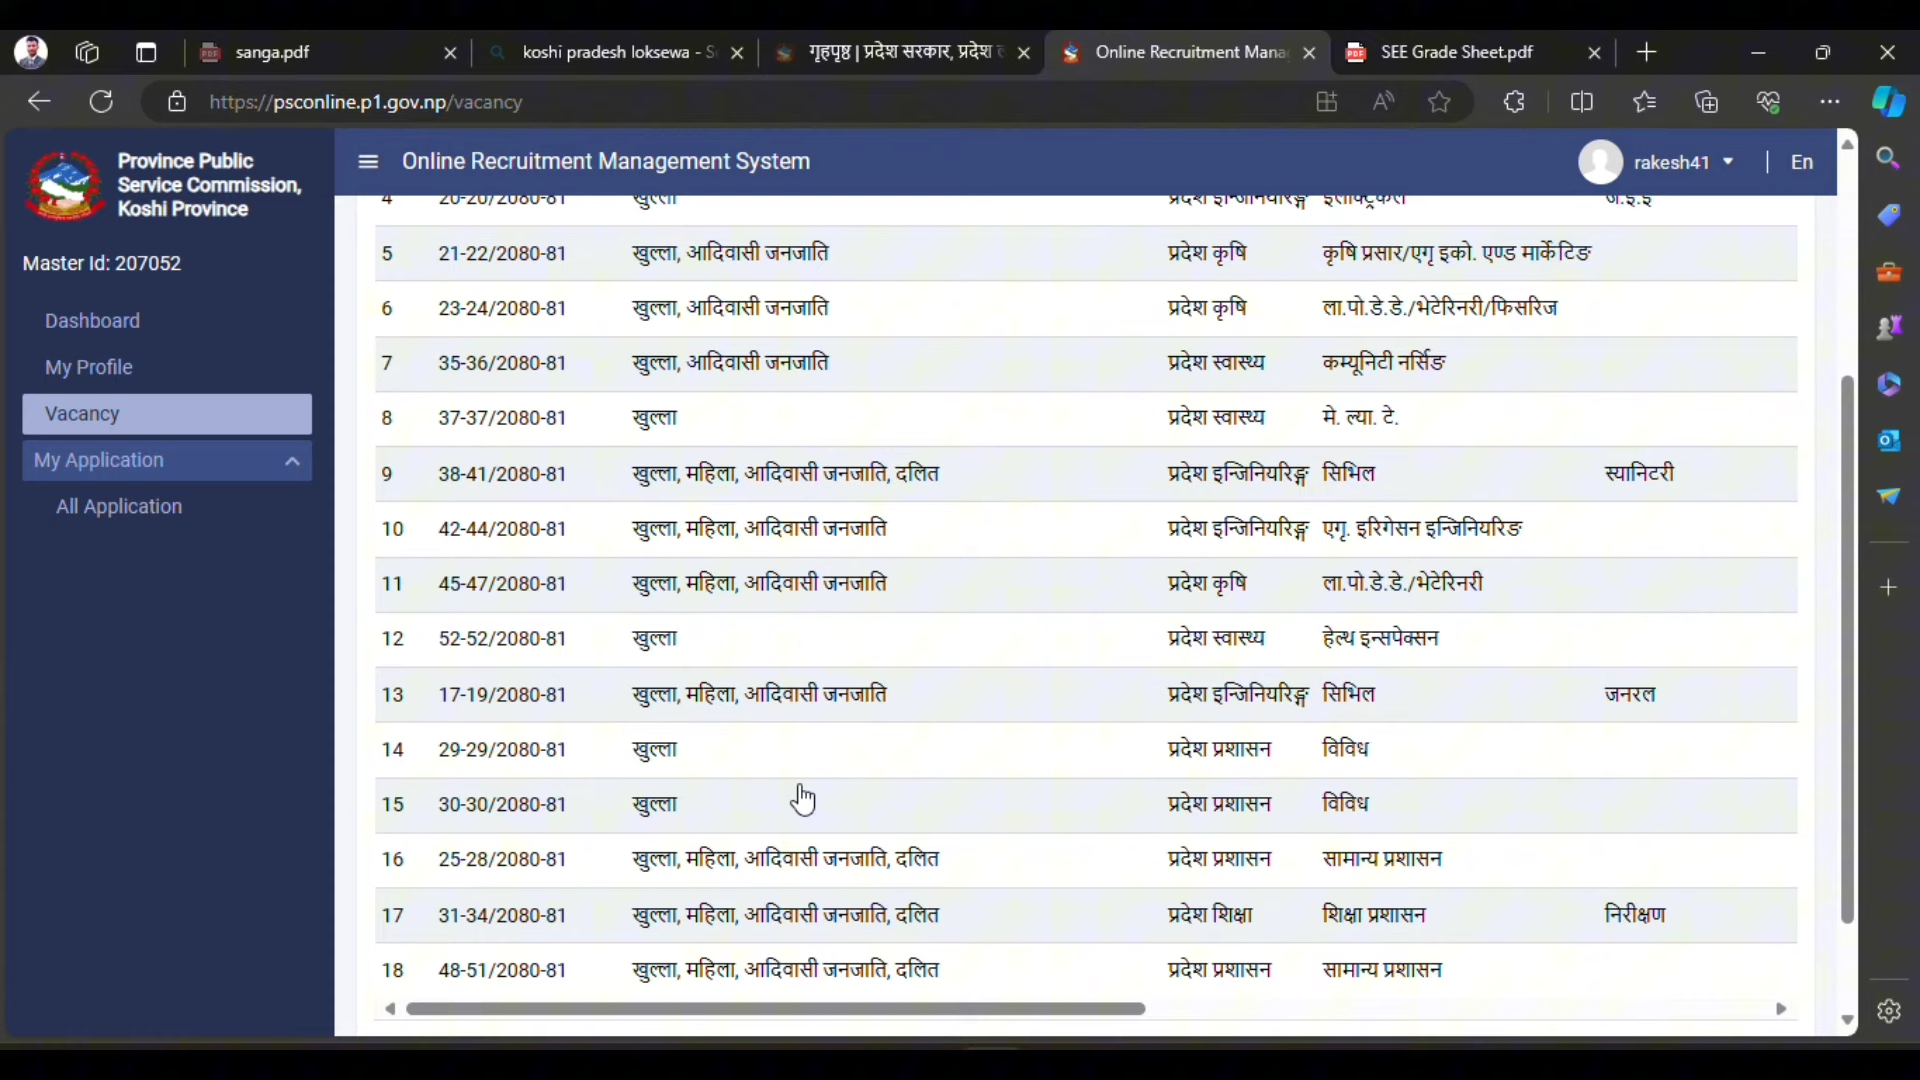 sanga.pdf
koshi pradesh loksewa - S
गृहपृष्ठ | प्रदेश सरकार, प्रदेश ल
Online Recruitment Mana
SEE Grade Sheet.pdf
https://psconline.p1.gov.np/vacancy
Province Public
Service Commission,
Koshi Province
Online Recruitment Management System
rakesh41
En
Master Id: 207052
Dashboard
My Profile
Vacancy
My Application
All Application
4 20-20/2080-81 खुल्ला प्रदेश इन्जिनियरिङ्ग इलेक्ट्रिकल
5 21-22/2080-81 खुल्ला, आदिवासी जनजाति प्रदेश कृषि कृषि प्रसार/एगृ इको. एण्ड मार्केटिङ
6 23-24/2080-81 खुल्ला, आदिवासी जनजाति प्रदेश कृषि ला.पो.डे.डे./भेटेरिनरी/फिसरिज
7 35-36/2080-81 खुल्ला, आदिवासी जनजाति प्रदेश स्वास्थ्य कम्यूनिटी नर्सिङ
8 37-37/2080-81 खुल्ला प्रदेश स्वास्थ्य मे. ल्या. टे.
9 38-41/2080-81 खुल्ला, महिला, आदिवासी जनजाति, दलित प्रदेश इन्जिनियरिङ्ग सिभिल स्यानिटरी
10 42-44/2080-81 खुल्ला, महिला, आदिवासी जनजाति प्रदेश इन्जिनियरिङ्ग एगृ. इरिगेसन इन्जिनियरिङ
11 45-47/2080-81 खुल्ला, महिला, आदिवासी जनजाति प्रदेश कृषि ला.पो.डे.डे./भेटेरिनरी
12 52-52/2080-81 खुल्ला प्रदेश स्वास्थ्य हेल्थ इन्सपेक्सन
13 17-19/2080-81 खुल्ला, महिला, आदिवासी जनजाति प्रदेश इन्जिनियरिङ्ग सिभिल जनरल
14 29-29/2080-81 खुल्ला प्रदेश प्रशासन विविध
15 30-30/2080-81 खुल्ला प्रदेश प्रशासन विविध
16 25-28/2080-81 खुल्ला, महिला, आदिवासी जनजाति, दलित प्रदेश प्रशासन सामान्य प्रशासन
17 31-34/2080-81 खुल्ला, महिला, आदिवासी जनजाति, दलित प्रदेश शिक्षा शिक्षा प्रशासन निरीक्षण
18 48-51/2080-81 खुल्ला, महिला, आदिवासी जनजाति, दलित प्रदेश प्रशासन सामान्य प्रशासन